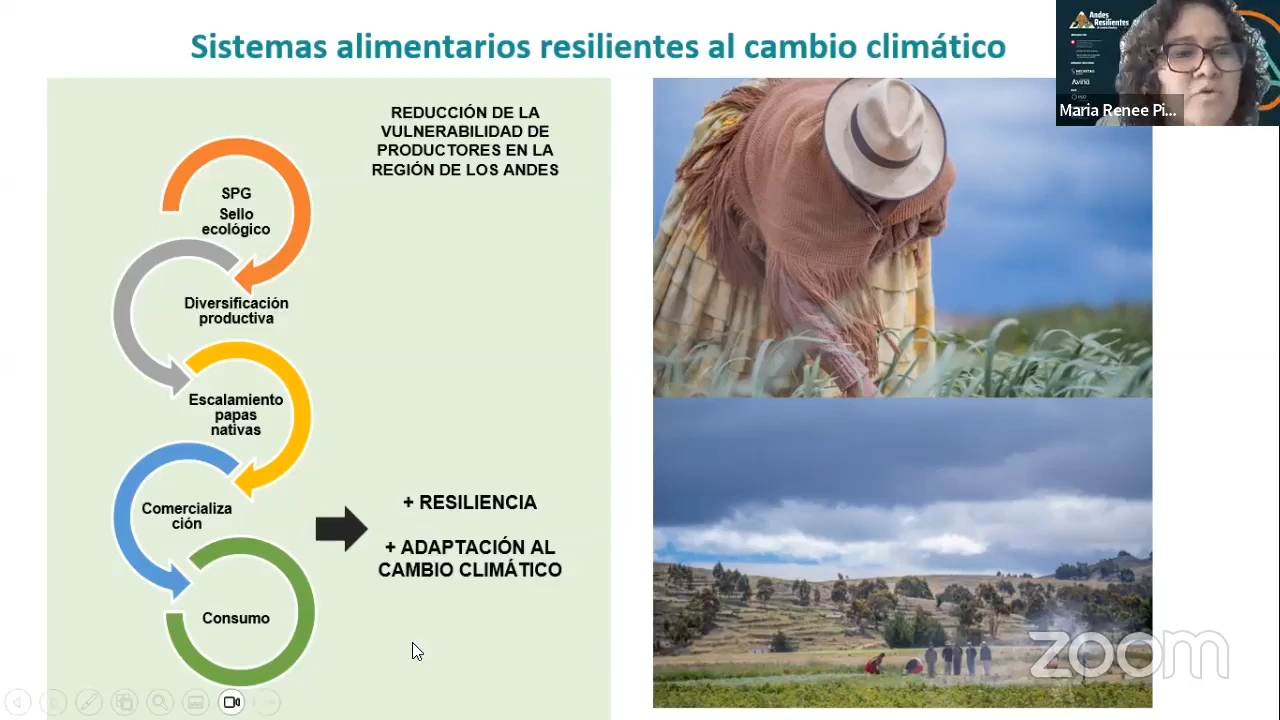 Sistemas alimentarios resilientes al cambio climático
REDUCCIÓN DE LA
VULNERABILIDAD DE
PRODUCTORES EN LA
REGIÓN DE LOS ANDES
SPG
Sello
ecológico
Diversificación
productiva
Escalamiento
papas
nativas
Comercializa
ción
Consumo
+ RESILIENCIA
+ ADAPTACIÓN AL
CAMBIO CLIMÁTICO
Andes
Resilientes
Maria Renee Pi...
zoom